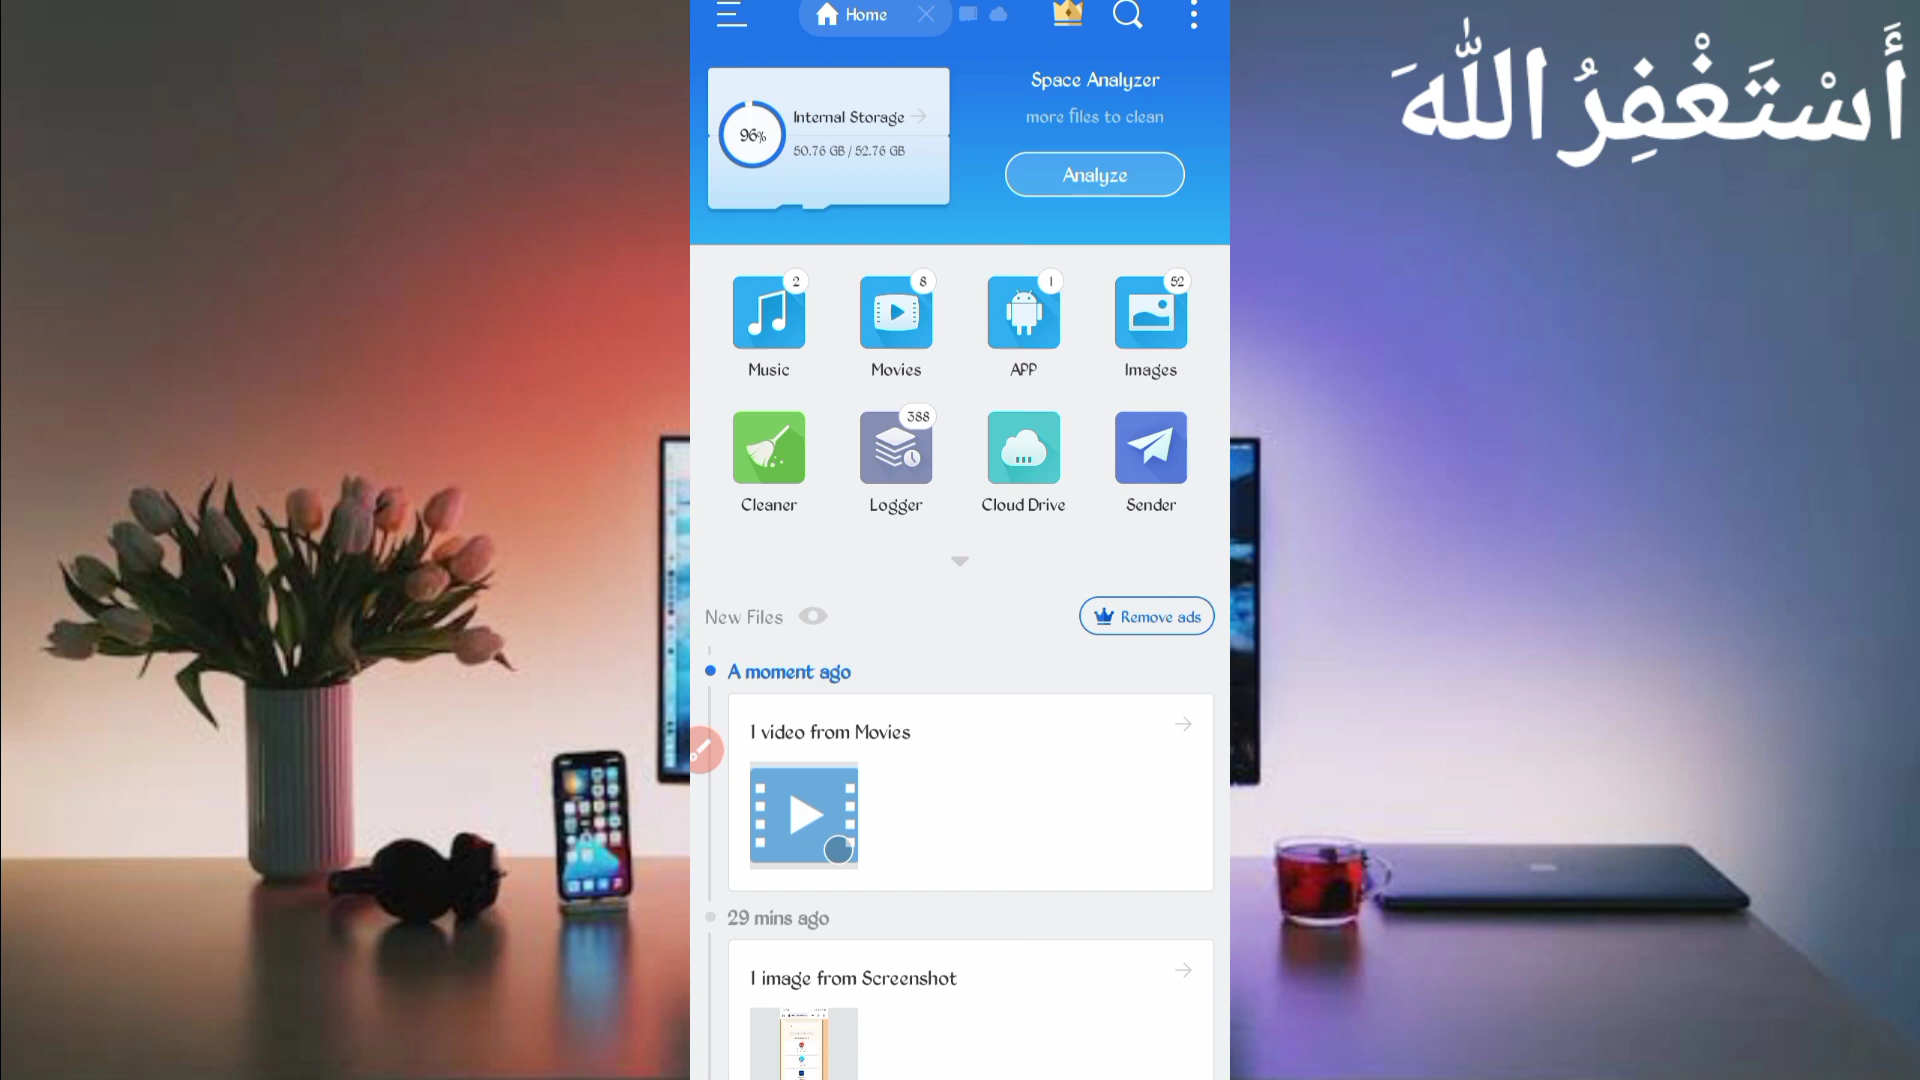 Home
أَسْتَغْفِرُ اللّٰهَ
Space Analyzer
more files to clean
Analyze
Internal Storage
96%
50.76 GB / 52.76 GB
2
8
1
52
Music
Movies
APP
Images
388
Cleaner
Logger
Cloud Drive
Sender
New Files
Remove ads
A moment ago
1 video from Movies
29 mins ago
1 image from Screenshot